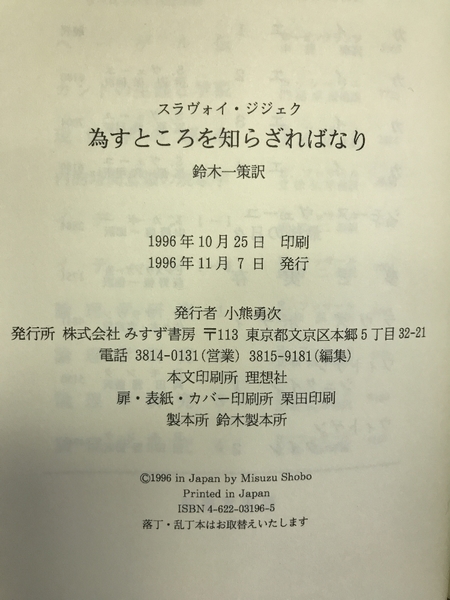 スラヴォイ・ジジェク
為すところを知らざればなり
鈴木一策訳
1996年10月25日 印刷
1996年11月7日 発行
発行者 小熊勇次
発行所 株式会社 みすず書房 〒113 東京都文京区本郷5丁目32-21
電話 3814-0131(営業) 3815-9181(編集)
本文印刷所 理想社
扉・表紙・カバー印刷所 栗田印刷
製本所 鈴木製本所
©1996 in Japan by Misuzu Shobo
Printed in Japan
ISBN 4-622-03196-5
落丁・乱丁本はお取替えいたします